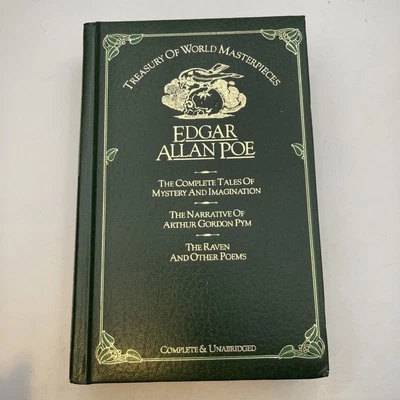 TREASURY OF WORLD MASTERPIECES
EDGAR
ALLAN POE
THE COMPLETE TALES OF
MYSTERY AND IMAGINATION
THE NARRATIVE OF
ARTHUR GORDON PYM
THE RAVEN
AND OTHER POEMS
COMPLETE & UNABRIDGED